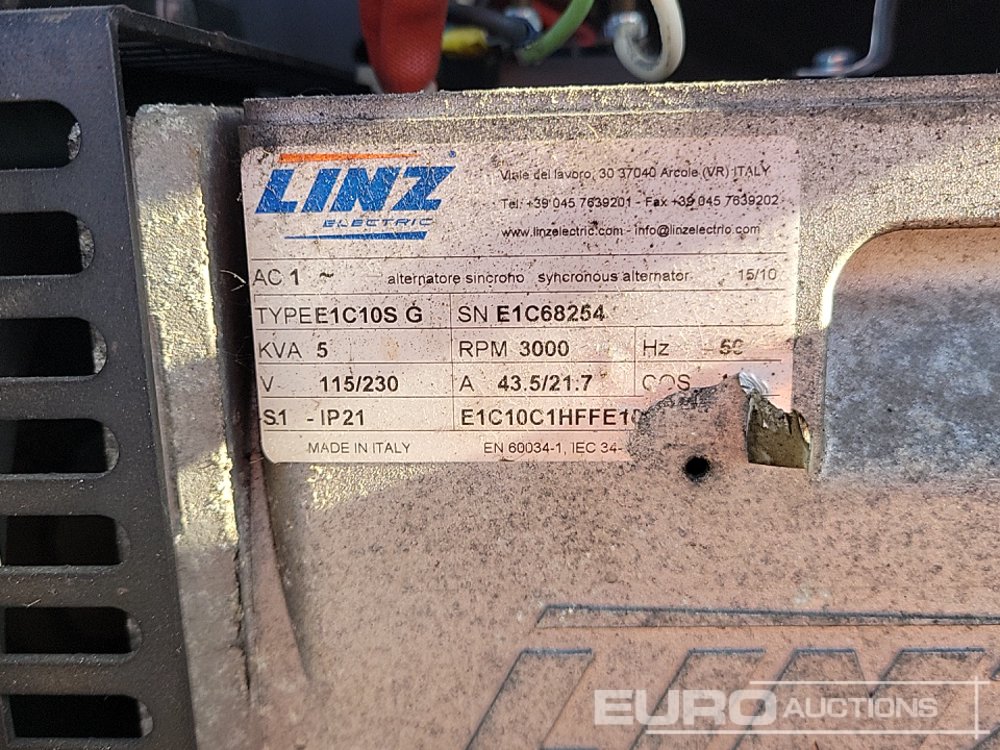 LINZ ®
ELECTRIC
Viale del lavoro, 30 37040 Arcole (VR) ITALY
Tel: +39 045 7639201 - Fax +39 045 7639202
www.linzelectric.com - info@linzelectric.com
AC 1 ~ alternatore sincrono syncronous alternator 15/10
TYPE E1C10S G SN E1C68254
KVA 5 RPM 3000 Hz 50
V 115/230 A 43.5/21.7 COS
S1 - IP21 E1C10C1HFFE1
MADE IN ITALY EN 60034-1, IEC 34-
EURO AUCTIONS